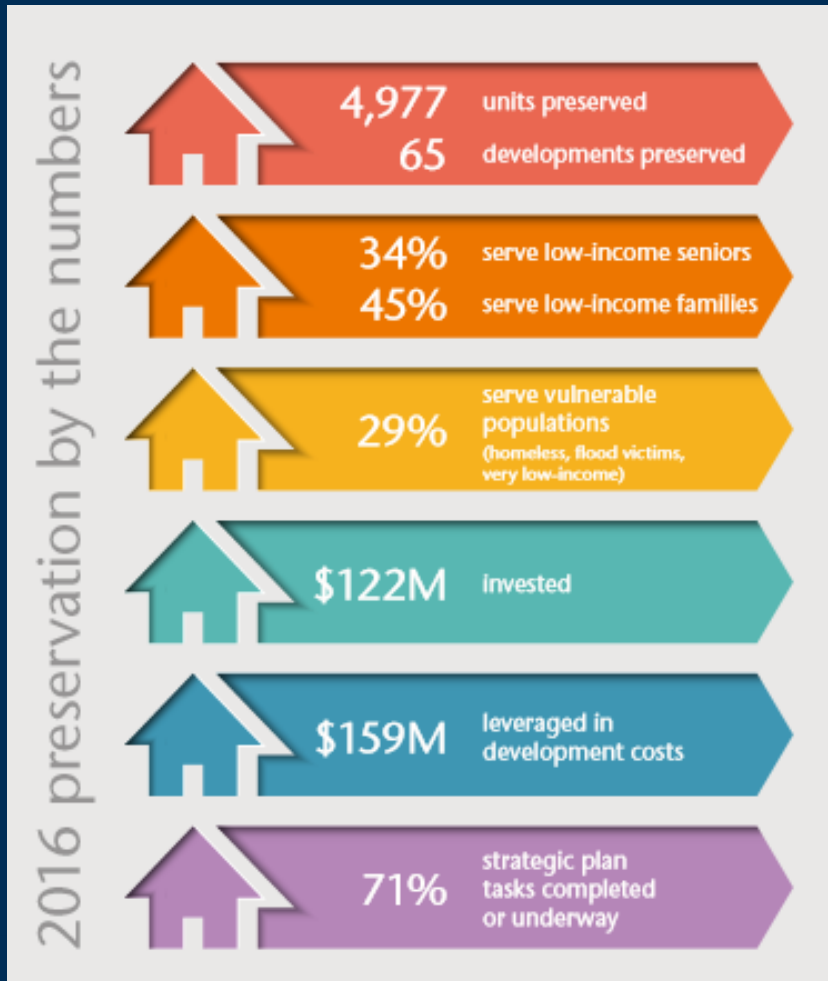 2016 preservation by the numbers
4,977 units preserved
65 developments preserved
34% serve low-income seniors
45% serve low-income families
29%
serve vulnerable
populations
(homeless, flood victims,
very low-income)
$122M invested
$159M
leveraged in
development costs
71%
strategic plan
tasks completed
or underway